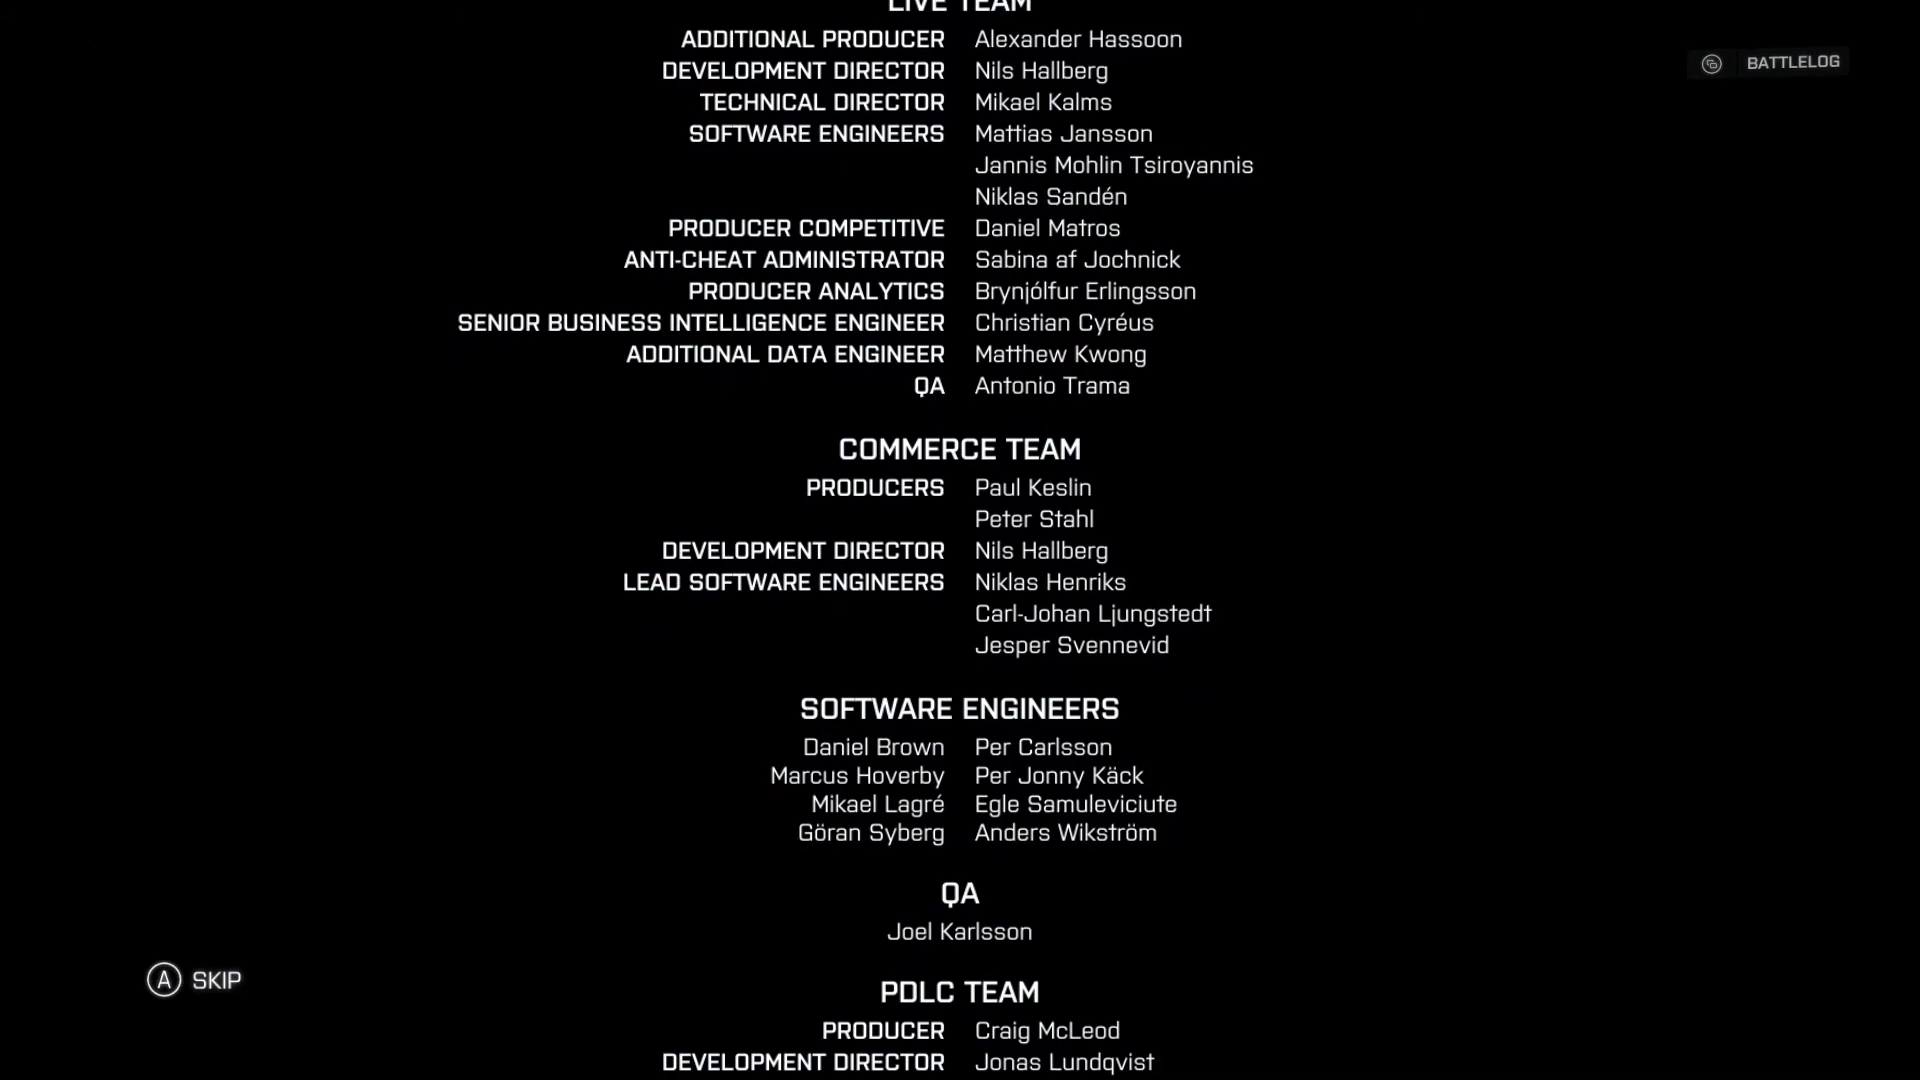 LIVE TEAM
ADDITIONAL PRODUCER Alexander Hassoon
DEVELOPMENT DIRECTOR Nils Hallberg
BATTLELOG
TECHNICAL DIRECTOR Mikael Kalms
SOFTWARE ENGINEERS Mattias Jansson
Jannis Mohlin Tsiroyannis
Niklas Sandén
PRODUCER COMPETITIVE Daniel Matros
ANTI-CHEAT ADMINISTRATOR Sabina af Jochnick
PRODUCER ANALYTICS Brynjólfur Erlingsson
SENIOR BUSINESS INTELLIGENCE ENGINEER Christian Cyréus
ADDITIONAL DATA ENGINEER Matthew Kwong
QA Antonio Trama
COMMERCE TEAM
PRODUCERS Paul Keslin
Peter Stahl
DEVELOPMENT DIRECTOR Nils Hallberg
LEAD SOFTWARE ENGINEERS Niklas Henriks
Carl-Johan Ljungstedt
Jesper Svennevid
SOFTWARE ENGINEERS
Daniel Brown Per Carlsson
Marcus Hoverby Per Jonny Käck
Mikael Lagré Egle Samuleviciute
Göran Syberg Anders Wikström
QA
Joel Karlsson
A SKIP
PDLC TEAM
PRODUCER Craig McLeod
DEVELOPMENT DIRECTOR Jonas Lundqvist